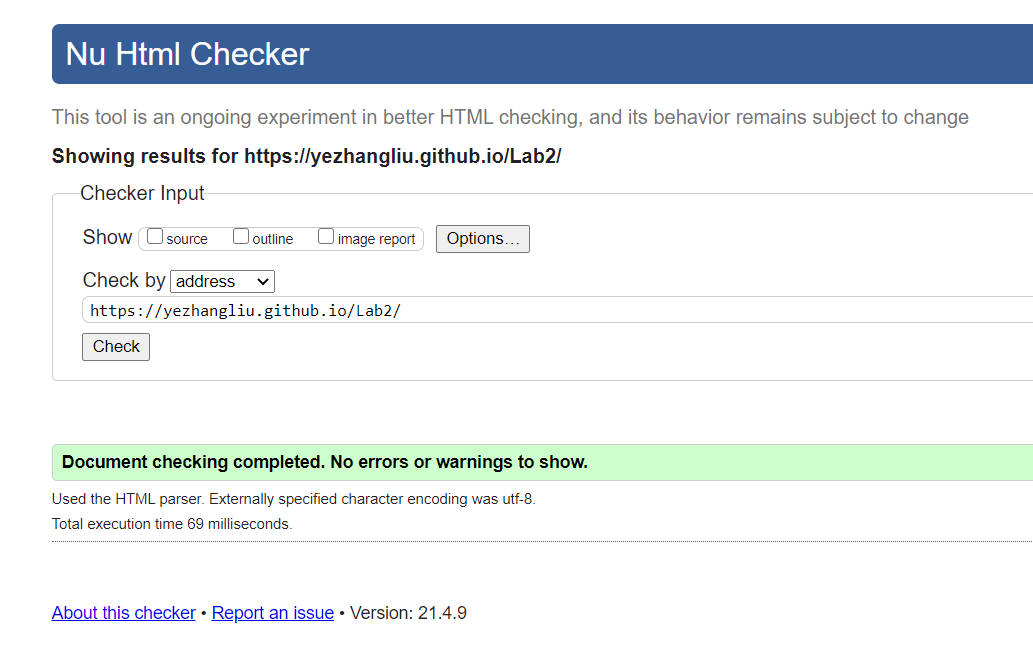 Nu Html Checker
This tool is an ongoing experiment in better HTML checking, and its behavior remains subject to change
Showing results for https://yezhangliu.github.io/Lab2/
Checker Input
Show source outline image report Options...
Check by address
https://yezhangliu.github.io/Lab2/
Check
Document checking completed. No errors or warnings to show.
Used the HTML parser. Externally specified character encoding was utf-8.
Total execution time 69 milliseconds.
About this checker • Report an issue • Version: 21.4.9